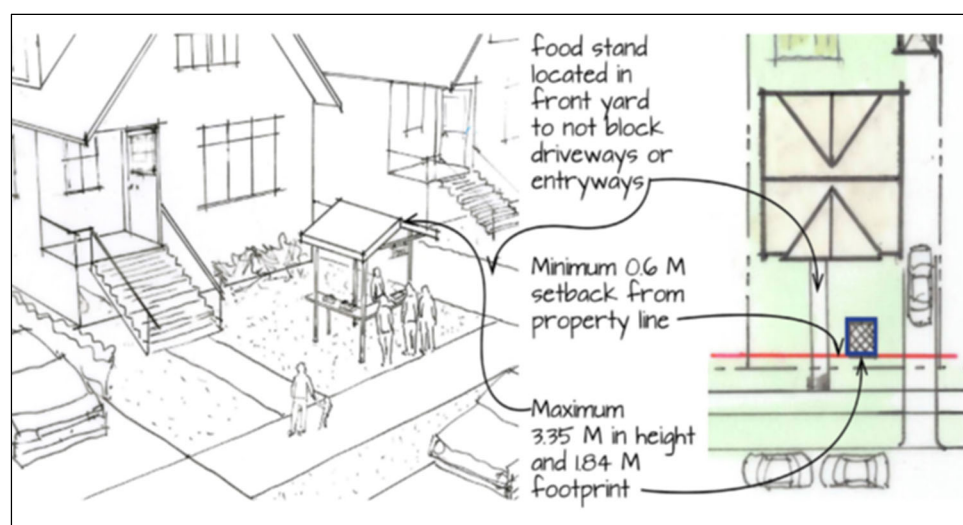 food stand
located in
front yard
to not block
driveways or
entryways
Minimum 0.6 M
setback from
property line
Maximum
3.35 M in height
and 1.84 M
footprint